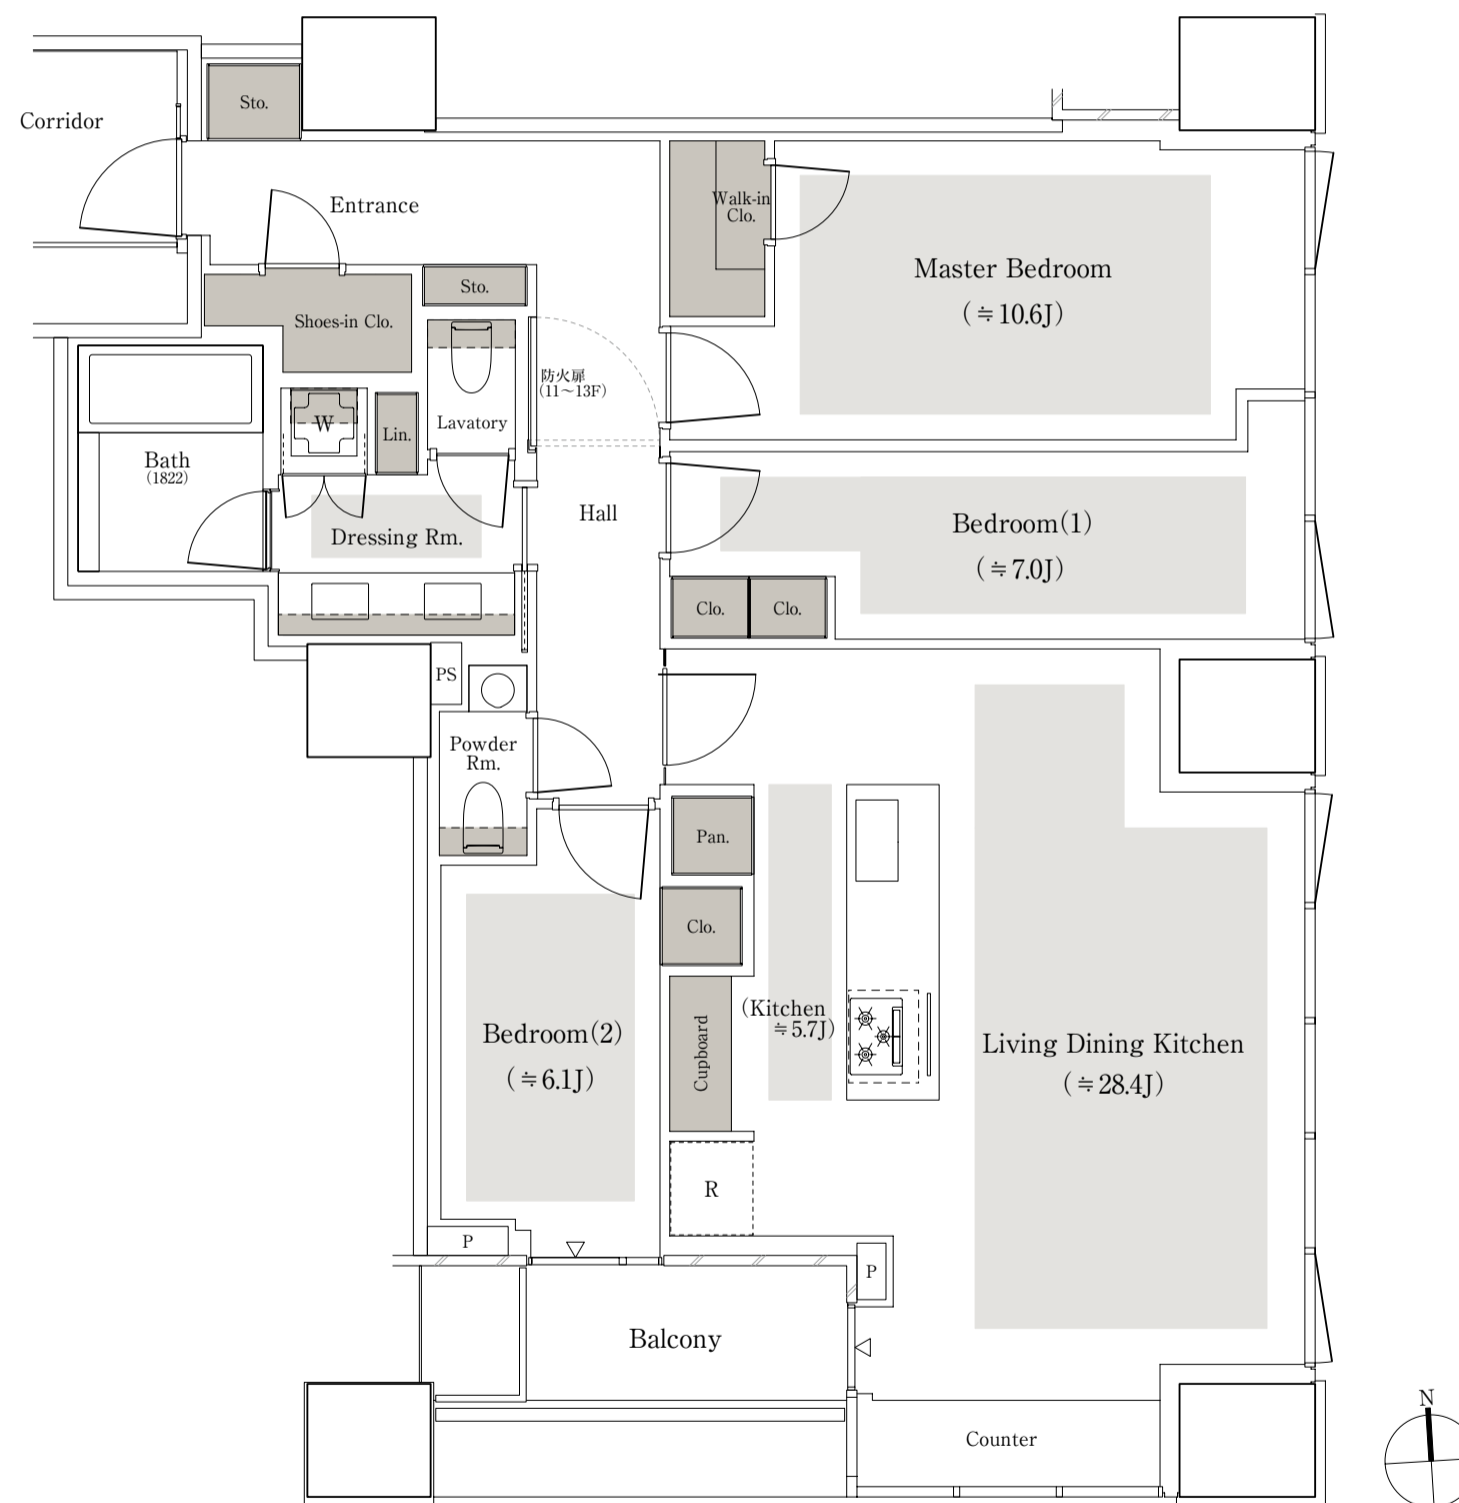 Corridor
Sto.
Entrance
Walk-in
Clo.
Master Bedroom
(≒10.6J)
Sto.
Shoes-in Clo.
防火扉
(11〜13F)
W
Lin.
Lavatory
Bath
(1822)
Hall
Dressing Rm.
Bedroom(1)
(≒7.0J)
Clo.
Clo.
PS
Powder
Rm.
Pan.
Clo.
(Kitchen
≒5.7J)
Bedroom(2)
(≒6.1J)
Cupboard
Living Dining Kitchen
(≒28.4J)
R
P
P
Balcony
Counter
N